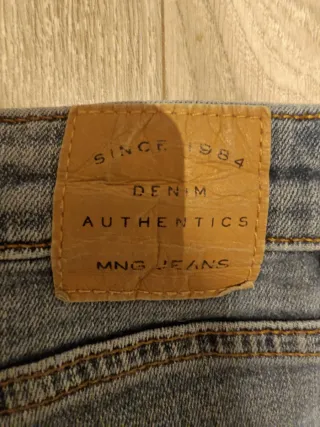 SINCE 1984
DENIM
AUTHENTICS
MNG JEANS